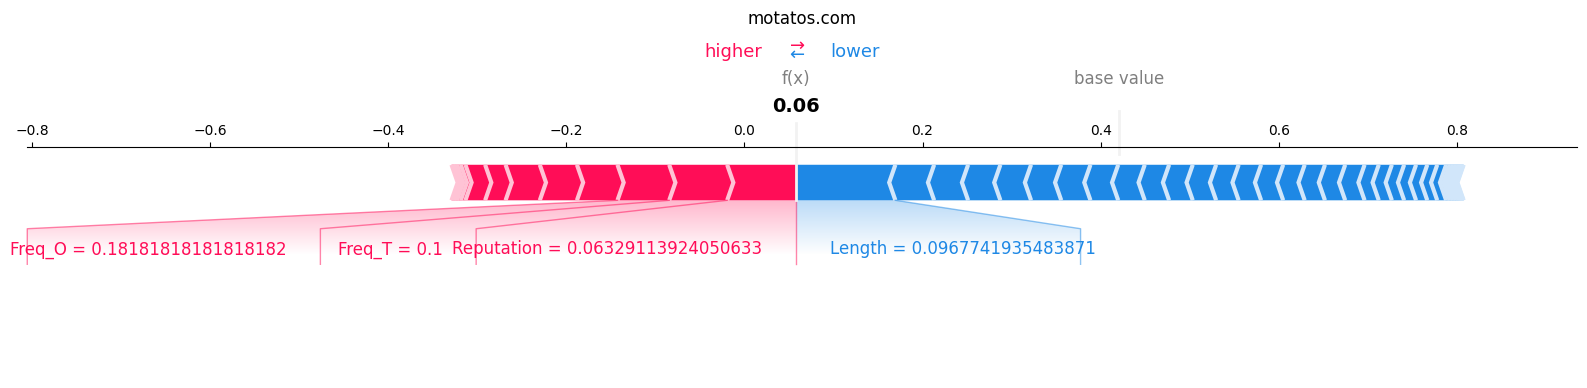 motatos.com
higher ⇄ lower
f(x) base value
0.06
−0.8 −0.6 −0.4 −0.2 0.0 0.2 0.4 0.6 0.8
Freq_O = 0.18181818181818182 Freq_T = 0.1 Reputation = 0.06329113924050633 Length = 0.0967741935483871